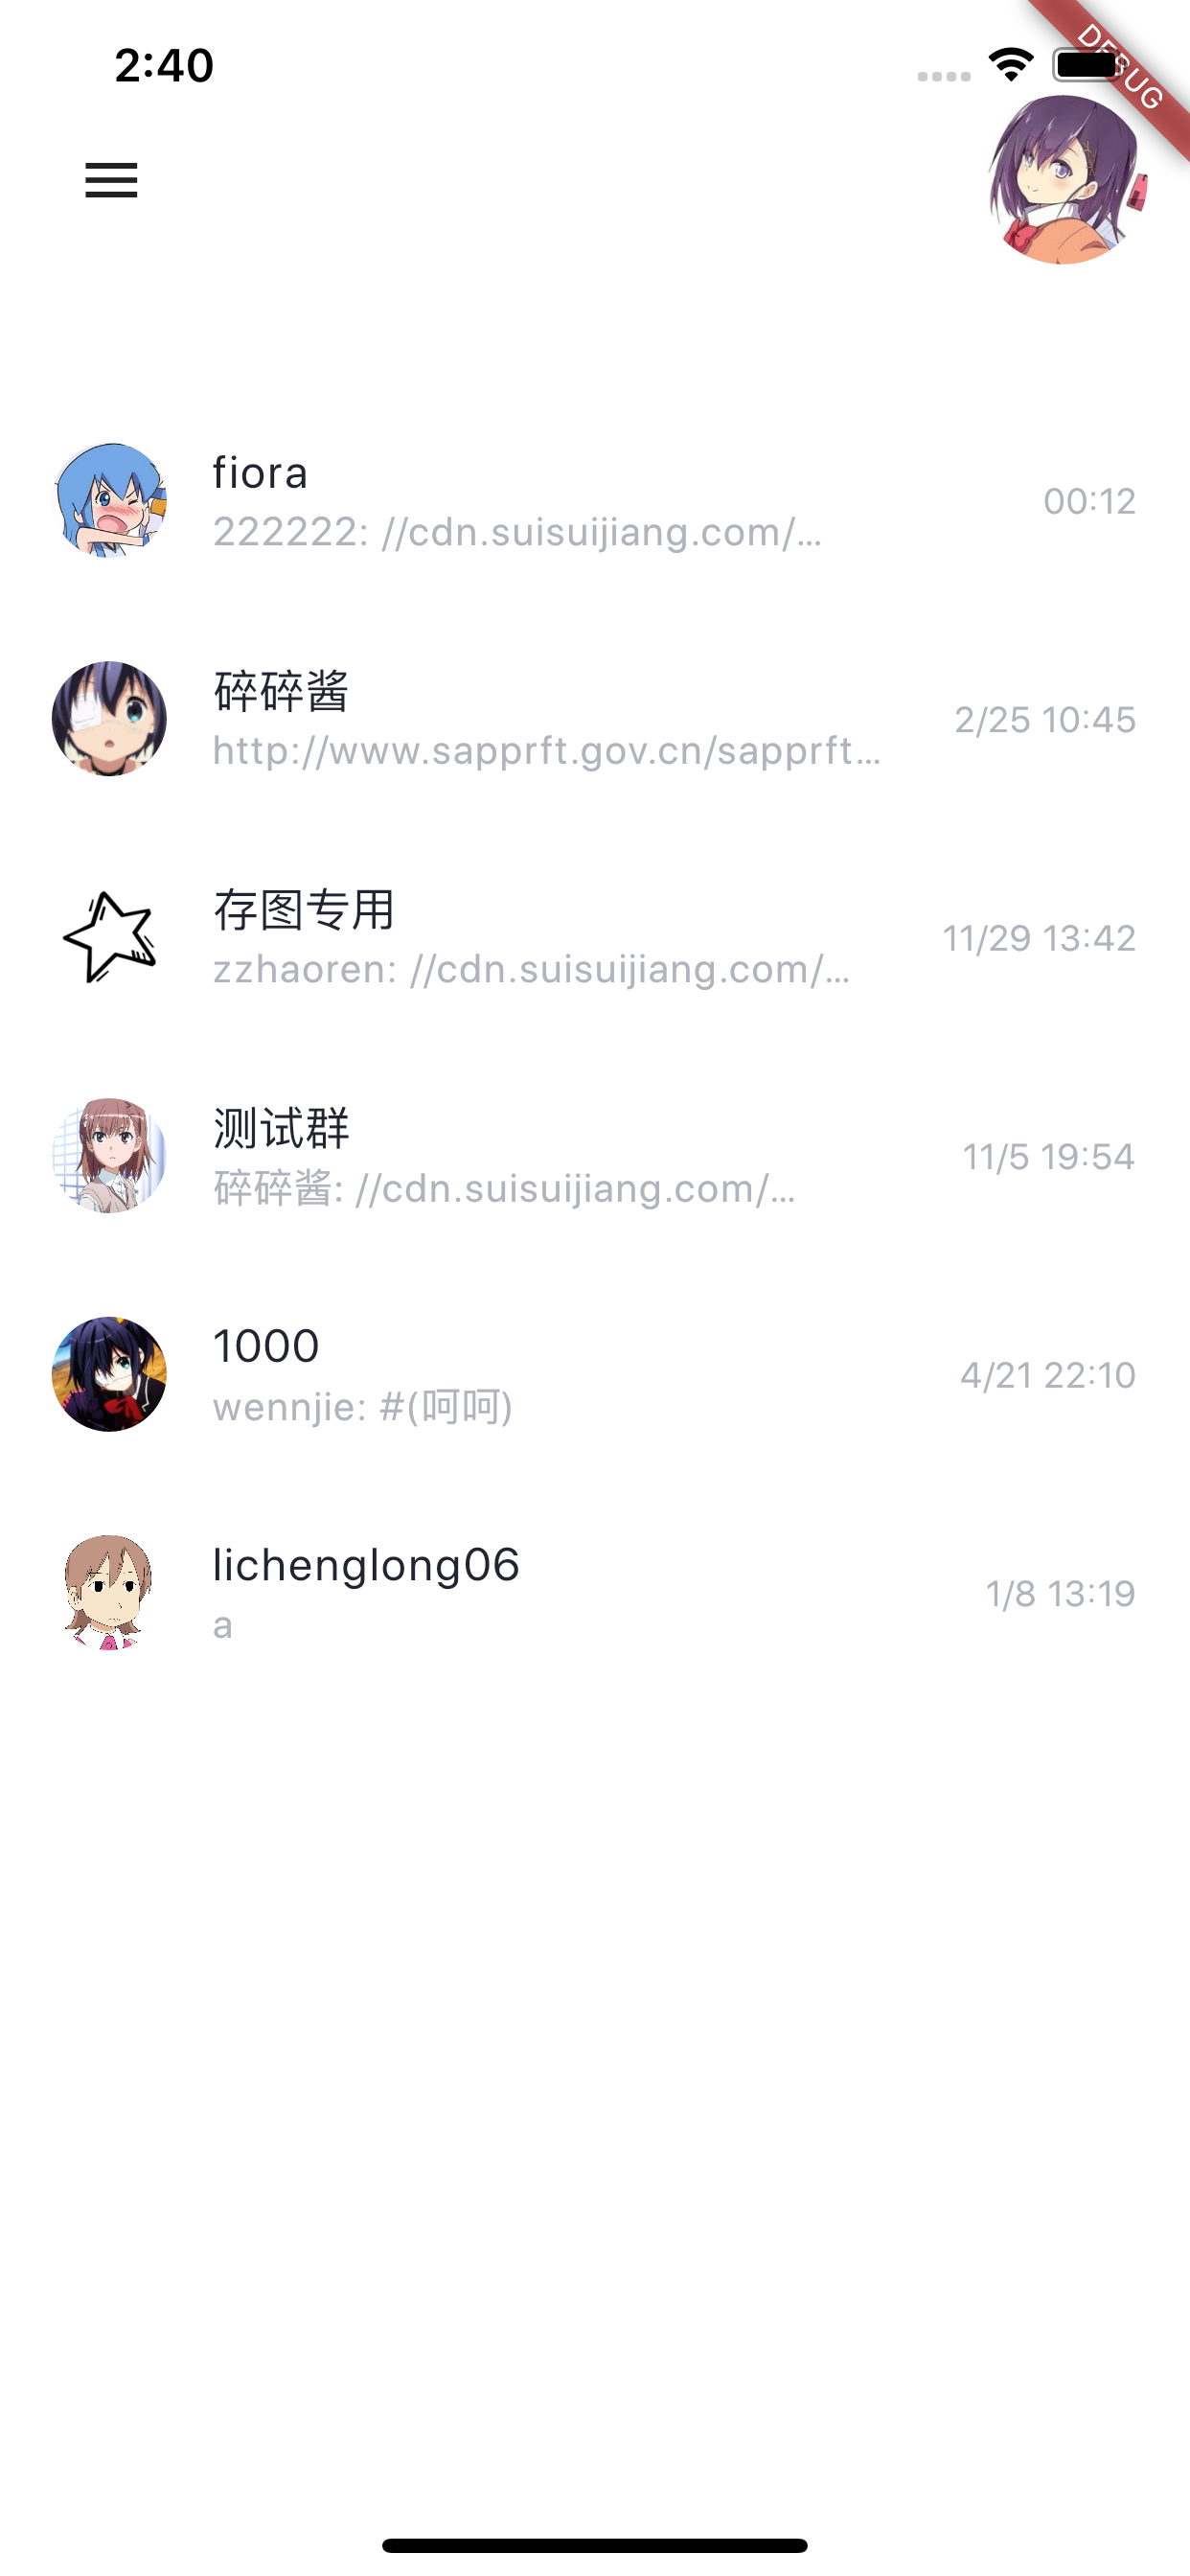 2:40
DEBUG
fiora
222222: //cdn.suisuijiang.com/...
00:12
碎碎酱
http://www.sapprft.gov.cn/sapprft...
2/25 10:45
存图专用
zzhaoren: //cdn.suisuijiang.com/...
11/29 13:42
测试群
碎碎酱: //cdn.suisuijiang.com/...
11/5 19:54
1000
wennjie: #(呵呵)
4/21 22:10
lichenglong06
a
1/8 13:19